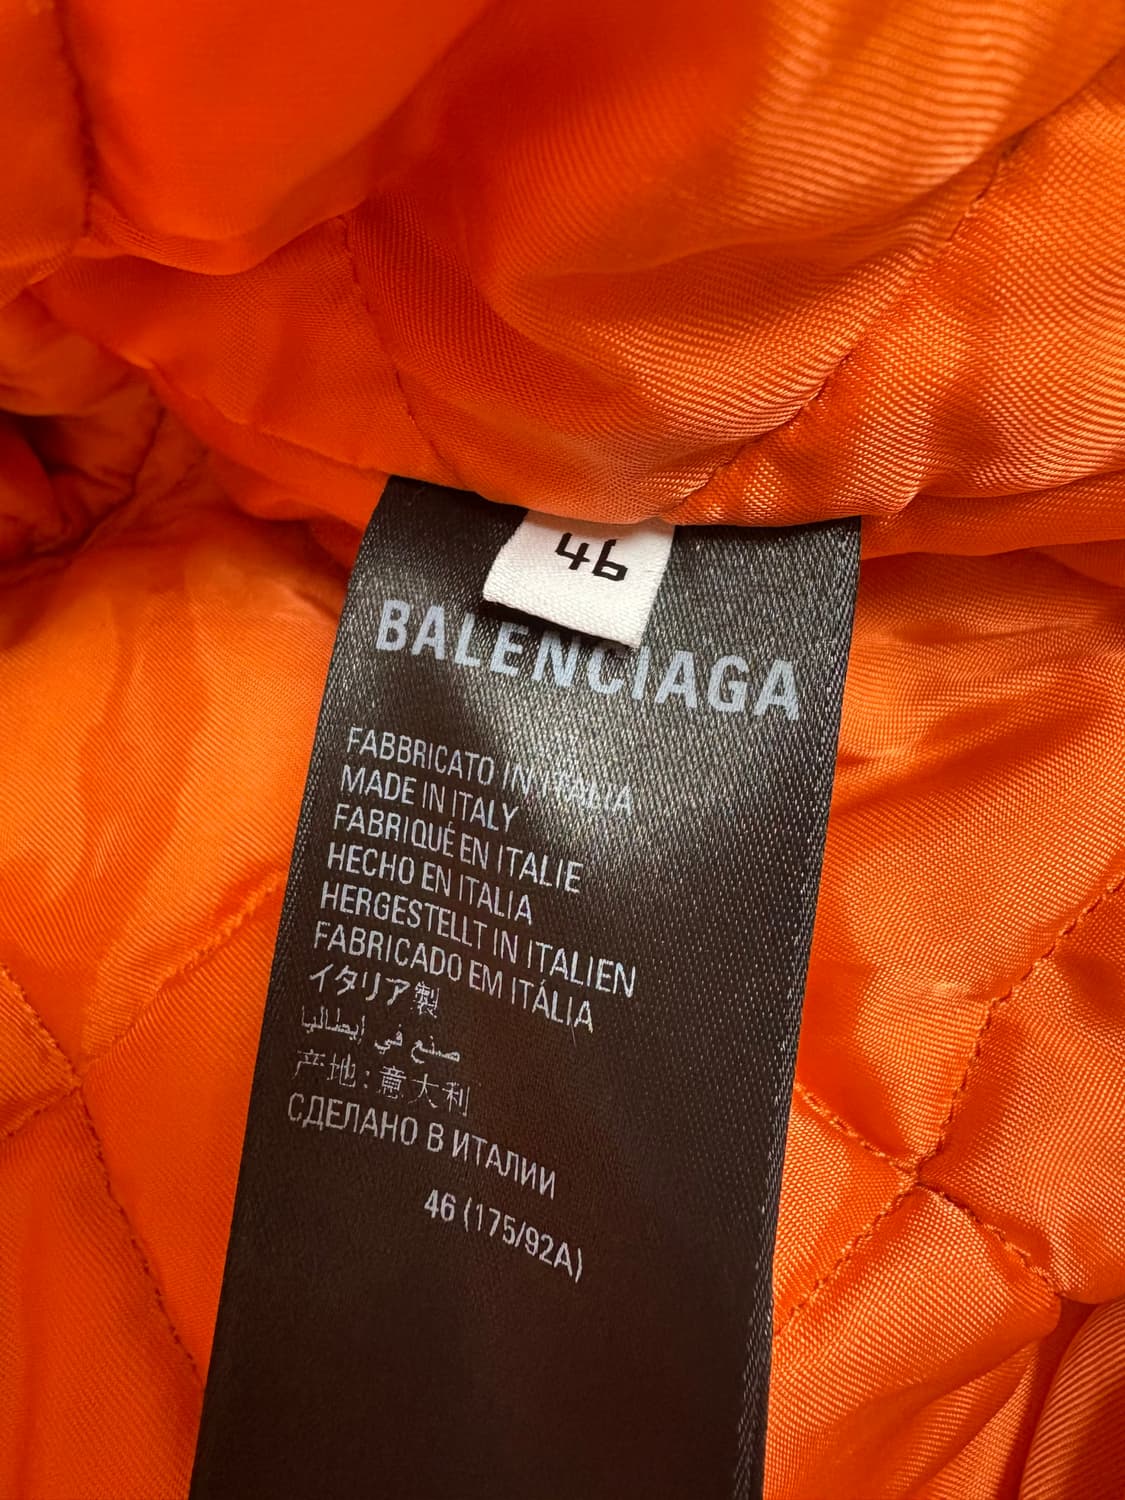 46
BALENCIAGA
FABBRICATO IN ITALIA
MADE IN ITALY
FABRIQUÉ EN ITALIE
HECHO EN ITALIA
HERGESTELLT IN ITALIEN
FABRICADO EM ITÁLIA
イタリア製
صنع في إيطاليا
产地:意大利
СДЕЛАНО В ИТАЛИИ
46 (175/92A)